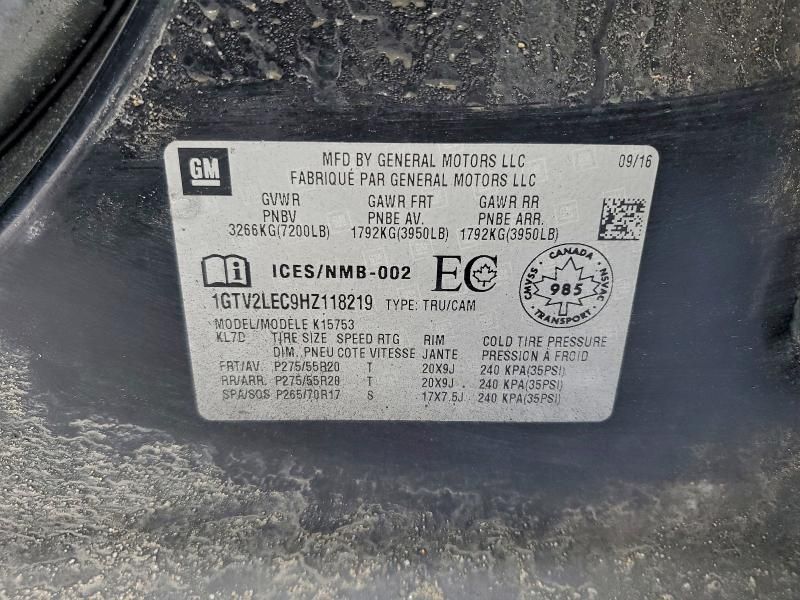 GM
MFD BY GENERAL MOTORS LLC
09/16
FABRIQUÉ PAR GENERAL MOTORS LLC
GVWR GAWR FRT GAWR RR
PNBV PNBE AV. PNBE ARR.
3266KG(7200LB) 1792KG(3950LB) 1792KG(3950LB)
ICES/NMB-002 EC
CANADA
CMVSS 985 NSVAC
TRANSPORT
1GTV2LEC9HZ118219 TYPE: TRU/CAM
MODEL/MODÈLE K15753
KL7D TIRE SIZE SPEED RTG RIM COLD TIRE PRESSURE
DIM. PNEU COTE VITESSE JANTE PRESSION À FROID
FRT/AV. P275/55R20 T 20X9J 240 KPA(35PSI)
RR/ARR. P275/55R20 T 20X9J 240 KPA(35PSI)
SPA/SOS P265/70R17 S 17X7.5J 240 KPA(35PSI)